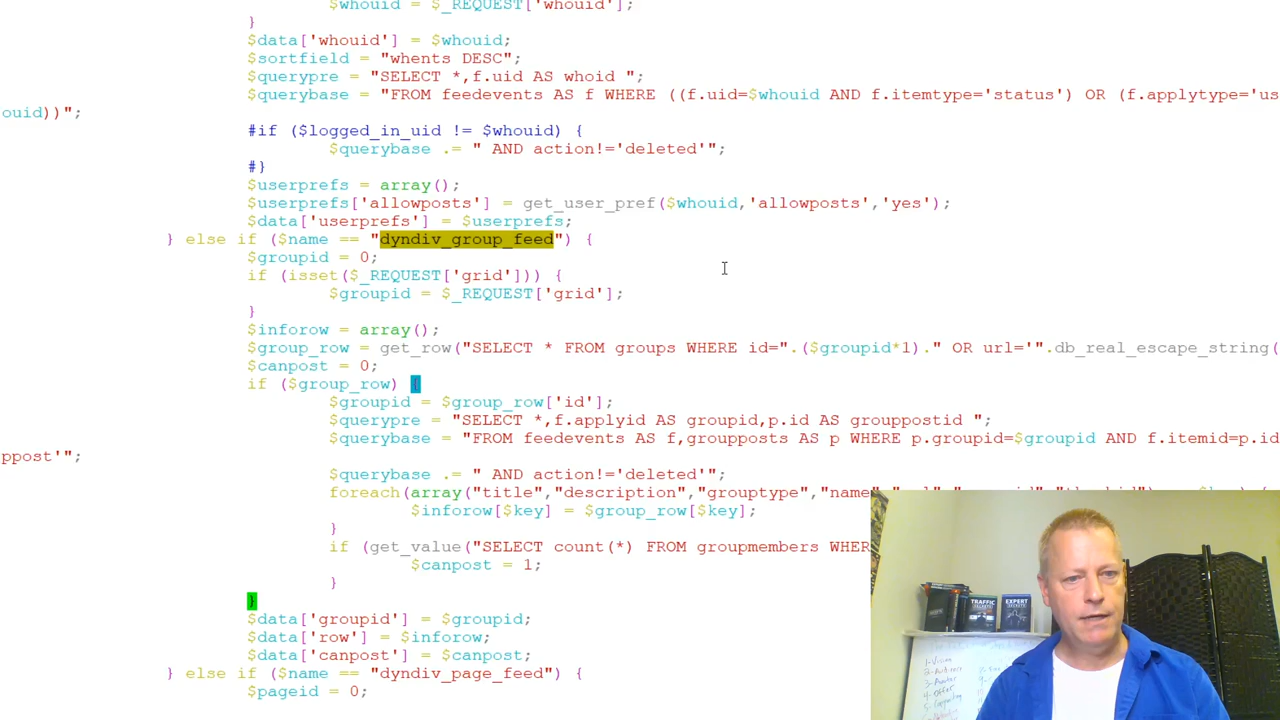 $whouid = $_REQUEST['whouid'];
}
$data['whouid'] = $whouid;
$sortfield = "whents DESC";
$querypre = "SELECT *,f.uid AS whoid ";
$querybase = "FROM feedevents AS f WHERE ((f.uid=$whouid AND f.itemtype='status') OR (f.applytype='us
ouid))";
#if ($logged_in_uid != $whouid) {
$querybase .= " AND action!='deleted'";
#}
$userprefs = array();
$userprefs['allowposts'] = get_user_pref($whouid,'allowposts','yes');
$data['userprefs'] = $userprefs;
} else if ($name == "dyndiv_group_feed") {
$groupid = 0;
if (isset($_REQUEST['grid'])) {
$groupid = $_REQUEST['grid'];
}
$inforow = array();
$group_row = get_row("SELECT * FROM groups WHERE id=".($groupid*1)." OR url='".db_real_escape_string(
$canpost = 0;
if ($group_row) {
$groupid = $group_row['id'];
$querypre = "SELECT *,f.applyid AS groupid,p.id AS grouppostid ";
$querybase = "FROM feedevents AS f,groupposts AS p WHERE p.groupid=$groupid AND f.itemid=p.id
ppost'";
$querybase .= " AND action!='deleted'";
foreach(array("title","description","grouptype","name"
$inforow[$key] = $group_row[$key];
}
if (get_value("SELECT count(*) FROM groupmembers WHER
$canpost = 1;
}
}
$data['groupid'] = $groupid;
$data['row'] = $inforow;
$data['canpost'] = $canpost;
} else if ($name == "dyndiv_page_feed") {
$pageid = 0;
TRAFFIC
SECRETS
EXPERT
SECRETS